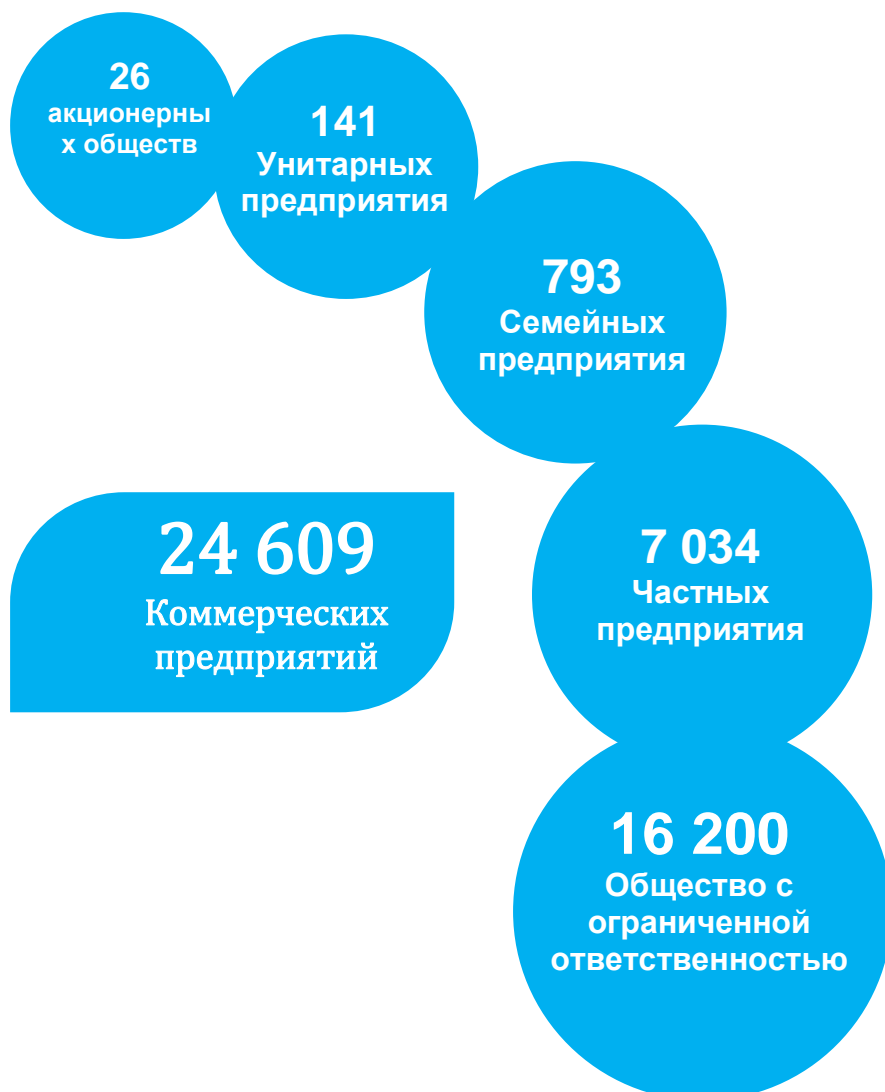 26
акционерны
х обществ
141
Унитарных
предприятия
793
Семейных
предприятия
24 609
Коммерческих
предприятий
7 034
Частных
предприятия
16 200
Общество с
ограниченной
ответственностью